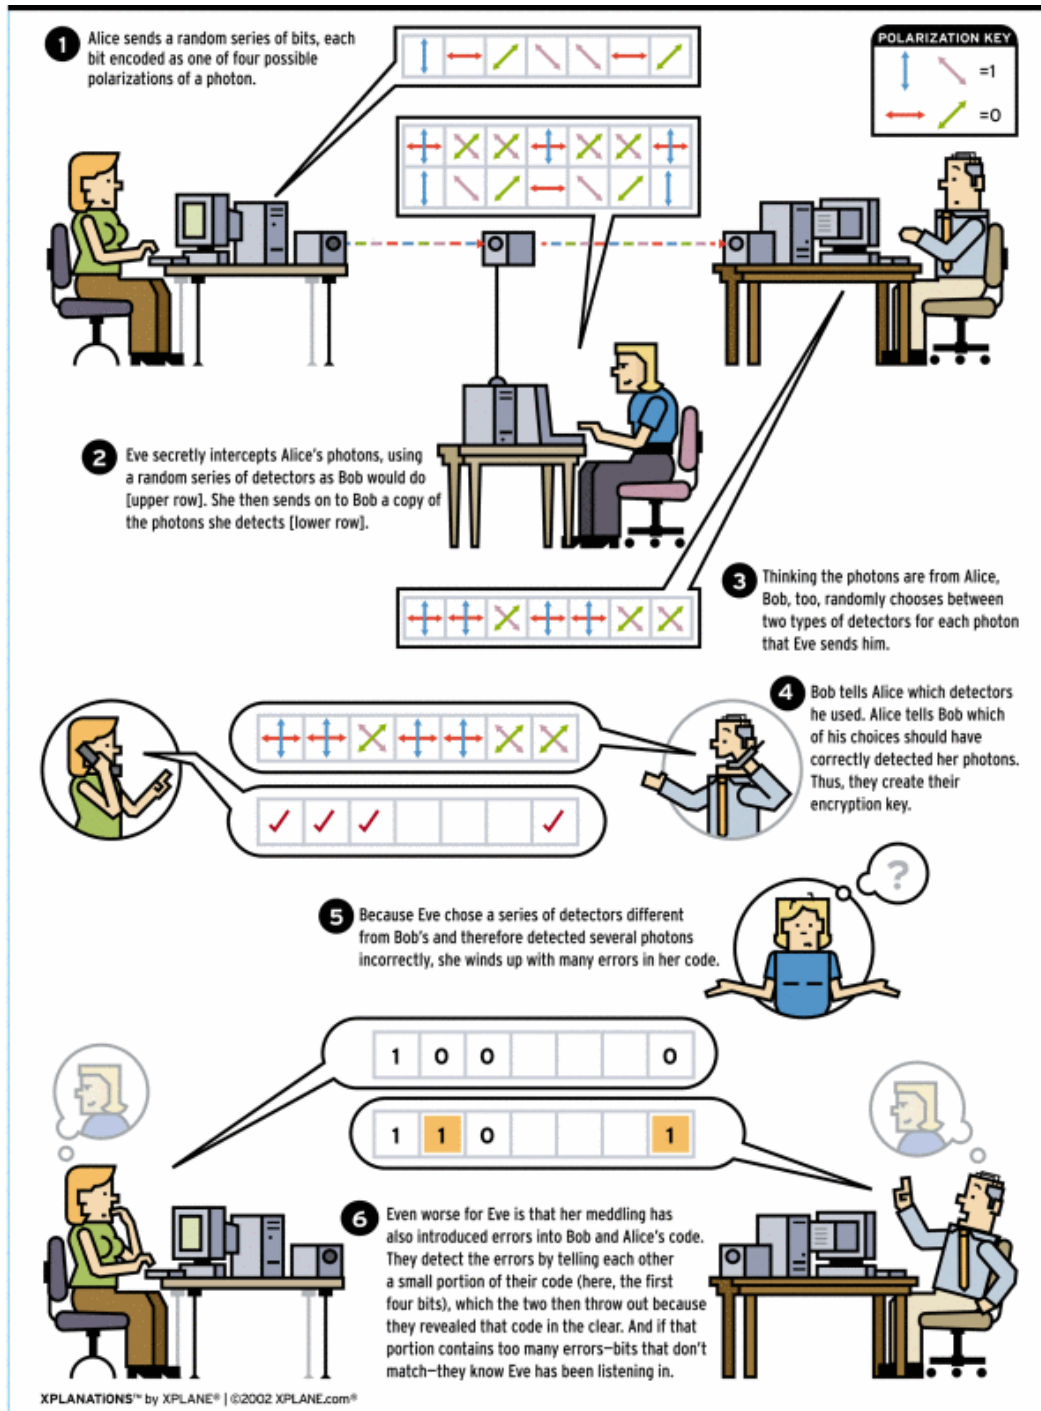 1
Alice sends a random series of bits, each
bit encoded as one of four possible
polarizations of a photon.
POLARIZATION KEY
=1
=0
2
Eve secretly intercepts Alice's photons, using
a random series of detectors as Bob would do
[upper row]. She then sends on to Bob a copy of
the photons she detects [lower row].
3
Thinking the photons are from Alice,
Bob, too, randomly chooses between
two types of detectors for each photon
that Eve sends him.
4
Bob tells Alice which detectors
he used. Alice tells Bob which
of his choices should have
correctly detected her photons.
Thus, they create their
encryption key.
?
5
Because Eve chose a series of detectors different
from Bob's and therefore detected several photons
incorrectly, she winds up with many errors in her code.
1 0 0 0
1 1 0 1
6
Even worse for Eve is that her meddling has
also introduced errors into Bob and Alice's code.
They detect the errors by telling each other
a small portion of their code (here, the first
four bits), which the two then throw out because
they revealed that code in the clear. And if that
portion contains too many errors—bits that don't
match—they know Eve has been listening in.
XPLANATIONS™ by XPLANE® | ©2002 XPLANE.com®